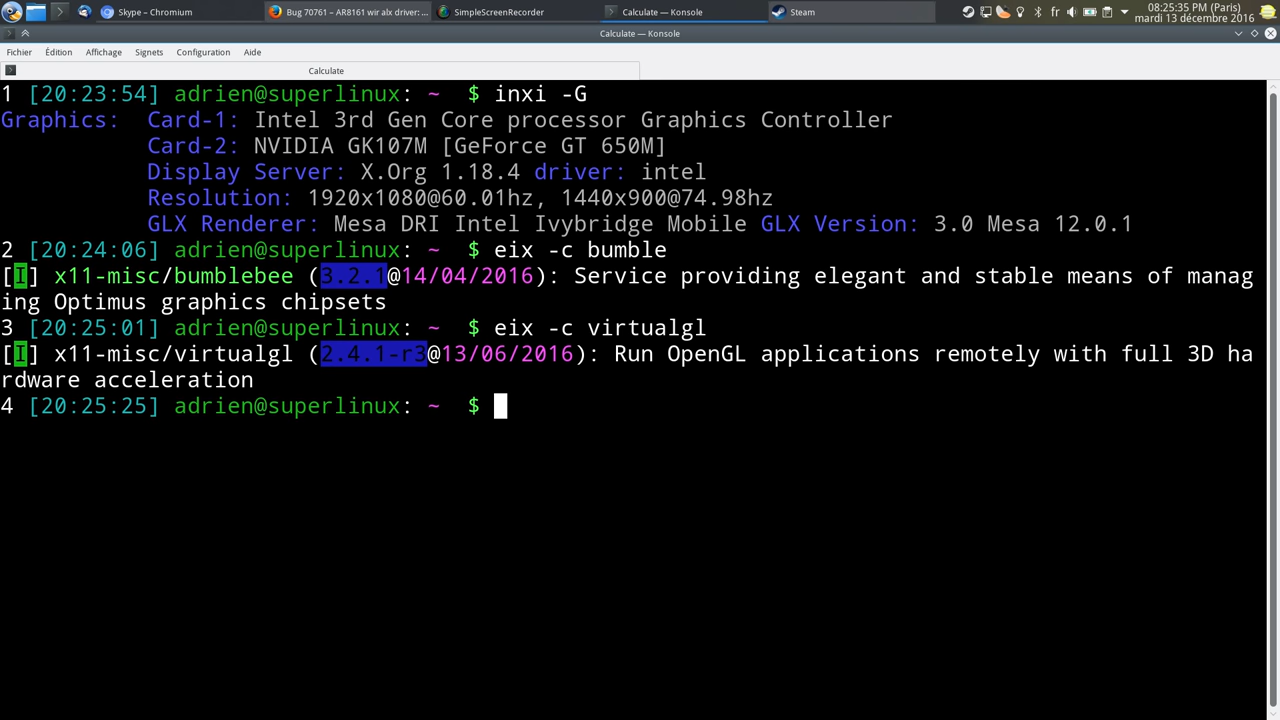 Skype – Chromium
Bug 70761 – AR8161 wir alx driver: ...
SimpleScreenRecorder
Calculate — Konsole
Steam
fr
08:25:35 PM (Paris)
mardi 13 décembre 2016
Calculate — Konsole
Fichier Édition Affichage Signets Configuration Aide
Calculate
1 [20:23:54] adrien@superlinux: ~ $ inxi -G
Graphics: Card-1: Intel 3rd Gen Core processor Graphics Controller
Card-2: NVIDIA GK107M [GeForce GT 650M]
Display Server: X.Org 1.18.4 driver: intel
Resolution: 1920x1080@60.01hz, 1440x900@74.98hz
GLX Renderer: Mesa DRI Intel Ivybridge Mobile GLX Version: 3.0 Mesa 12.0.1
2 [20:24:06] adrien@superlinux: ~ $ eix -c bumble
[I] x11-misc/bumblebee (3.2.1@14/04/2016): Service providing elegant and stable means of manag
ing Optimus graphics chipsets
3 [20:25:01] adrien@superlinux: ~ $ eix -c virtualgl
[I] x11-misc/virtualgl (2.4.1-r3@13/06/2016): Run OpenGL applications remotely with full 3D ha
rdware acceleration
4 [20:25:25] adrien@superlinux: ~ $